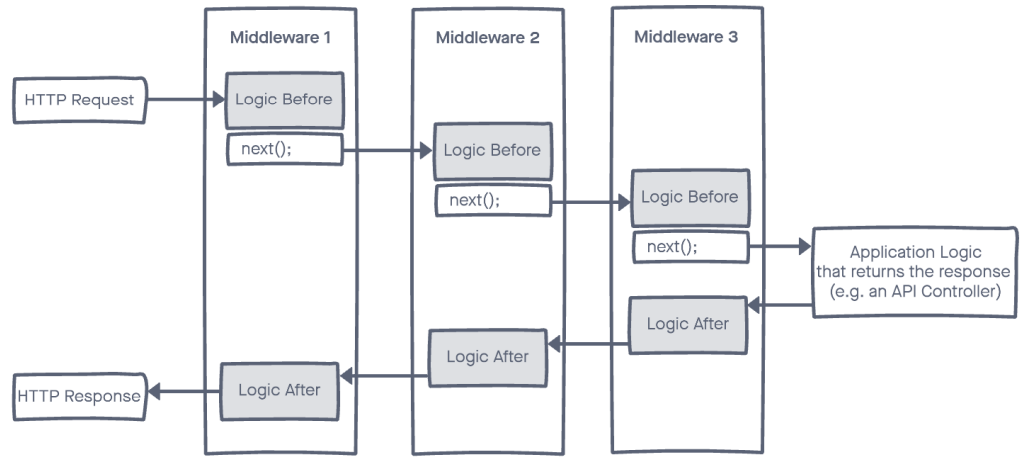 Middleware 1
Middleware 2
Middleware 3
HTTP Request
Logic Before
next();
Logic Before
next();
Logic Before
next();
Application Logic
that returns the response
(e.g. an API Controller)
Logic After
Logic After
Logic After
HTTP Response